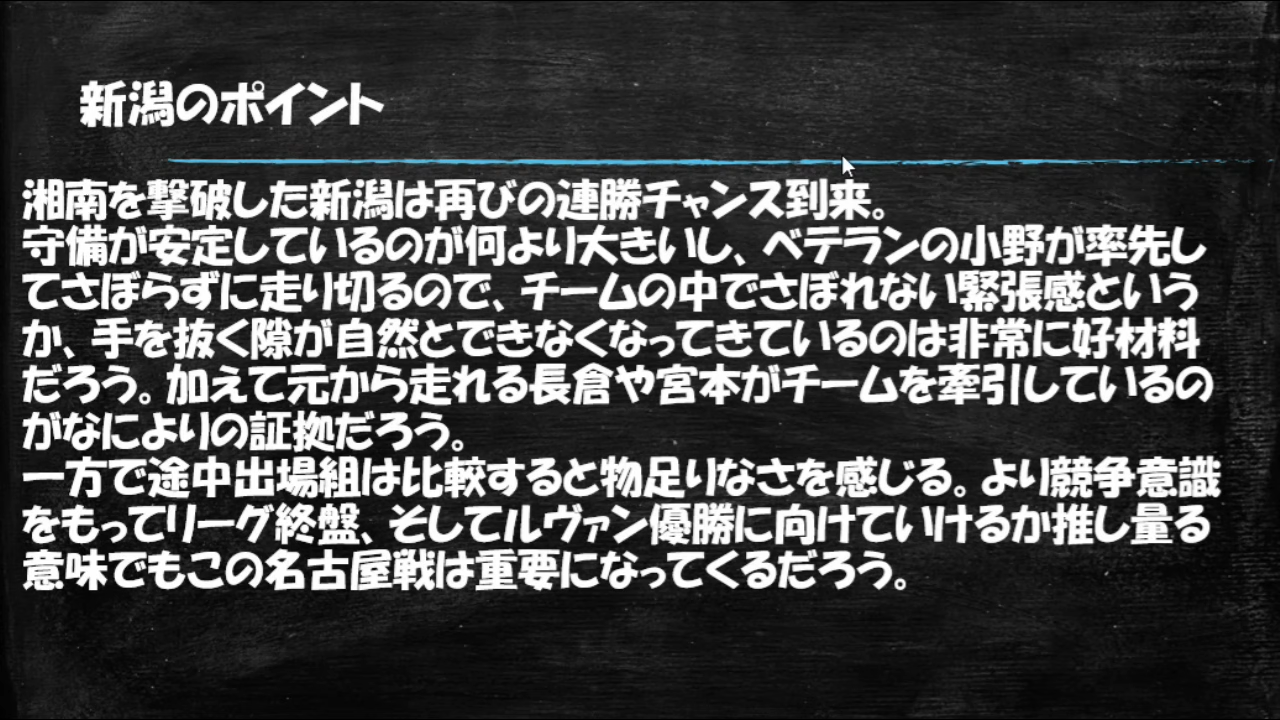 新潟のポイント
湘南を撃破した新潟は再びの連勝チャンス到来。
守備が安定しているのが何より大きいし、ベテランの小野が率先し
てさぼらずに走り切るので、チームの中でさぼれない緊張感という
か、手を抜く隙が自然とできなくなってきているのは非常に好材料
だろう。加えて元から走れる長倉や宮本がチームを牽引しているの
がなによりの証拠だろう。
一方で途中出場組は比較すると物足りなさを感じる。より競争意識
をもってリーグ終盤、そしてルヴァン優勝に向けていけるか推し量る
意味でもこの名古屋戦は重要になってくるだろう。